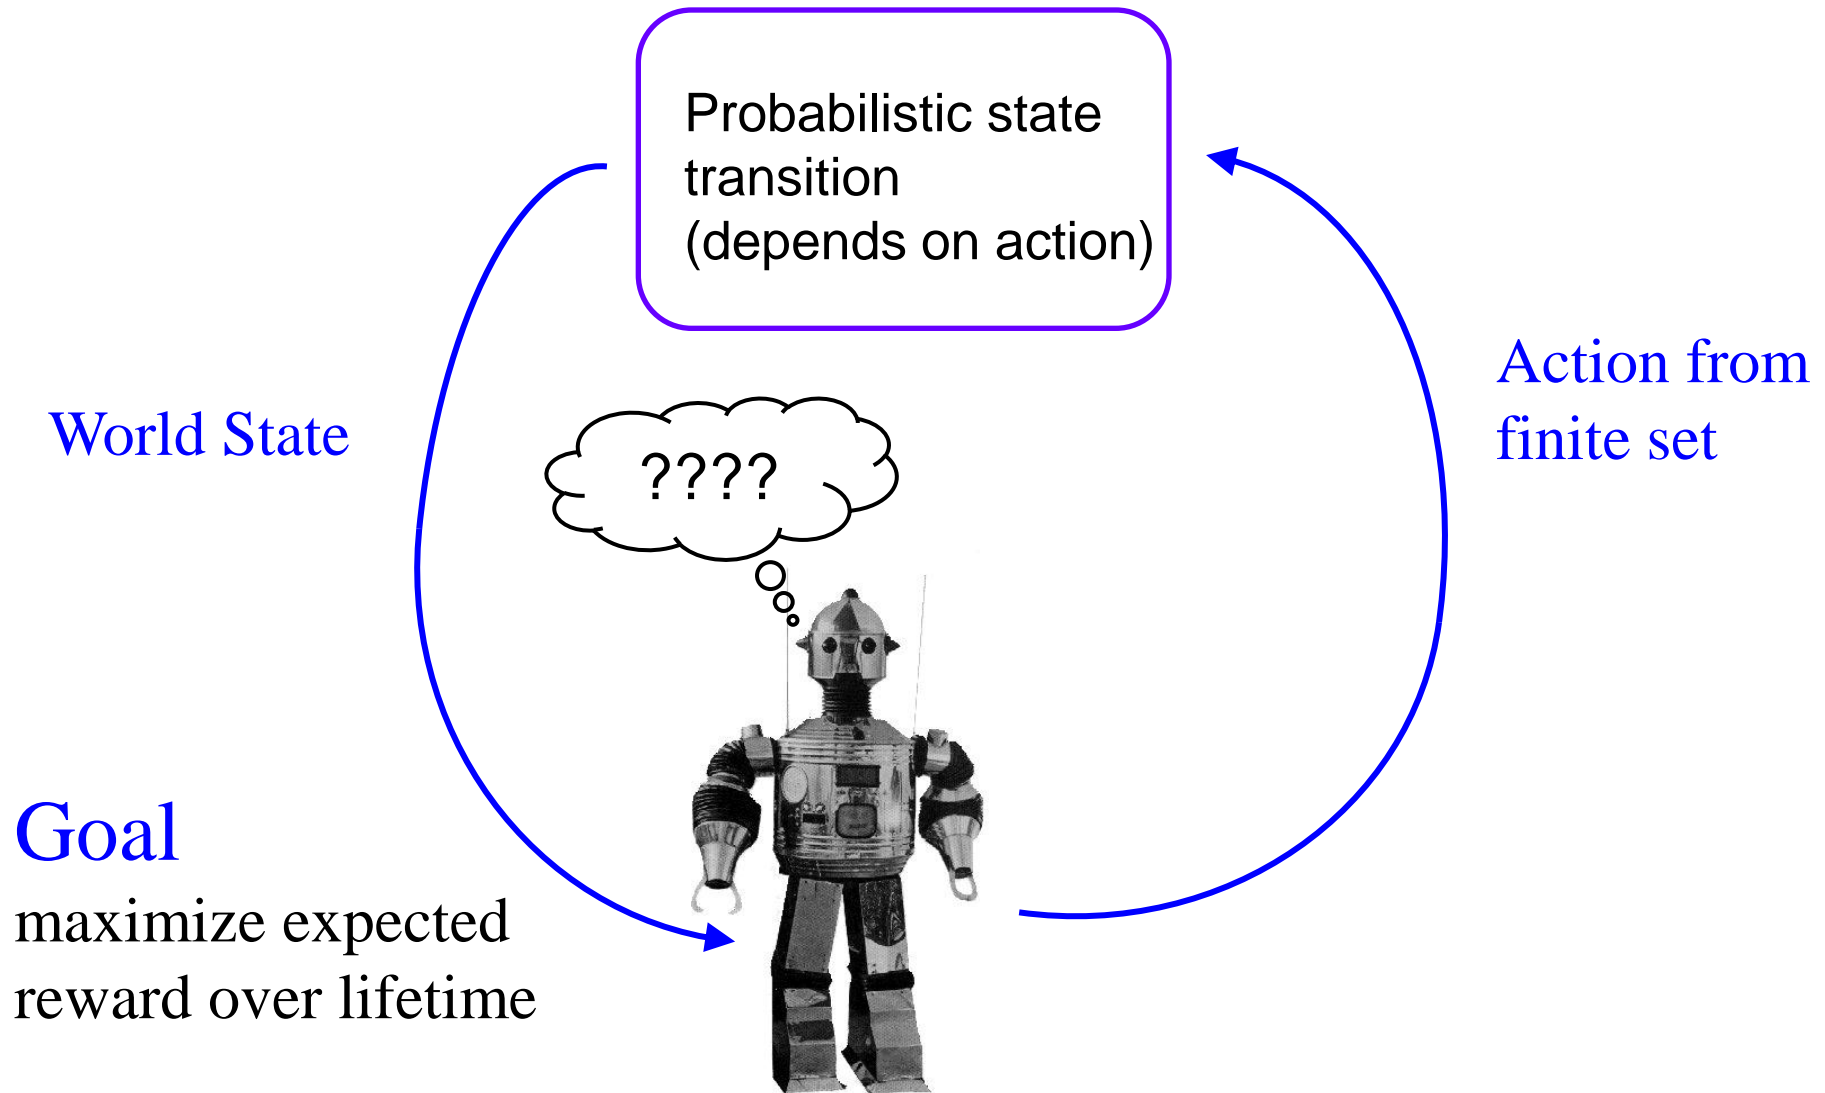 Probabilistic state
transition
(depends on action)
World State
Action from
finite set
????
Goal
maximize expected
reward over lifetime